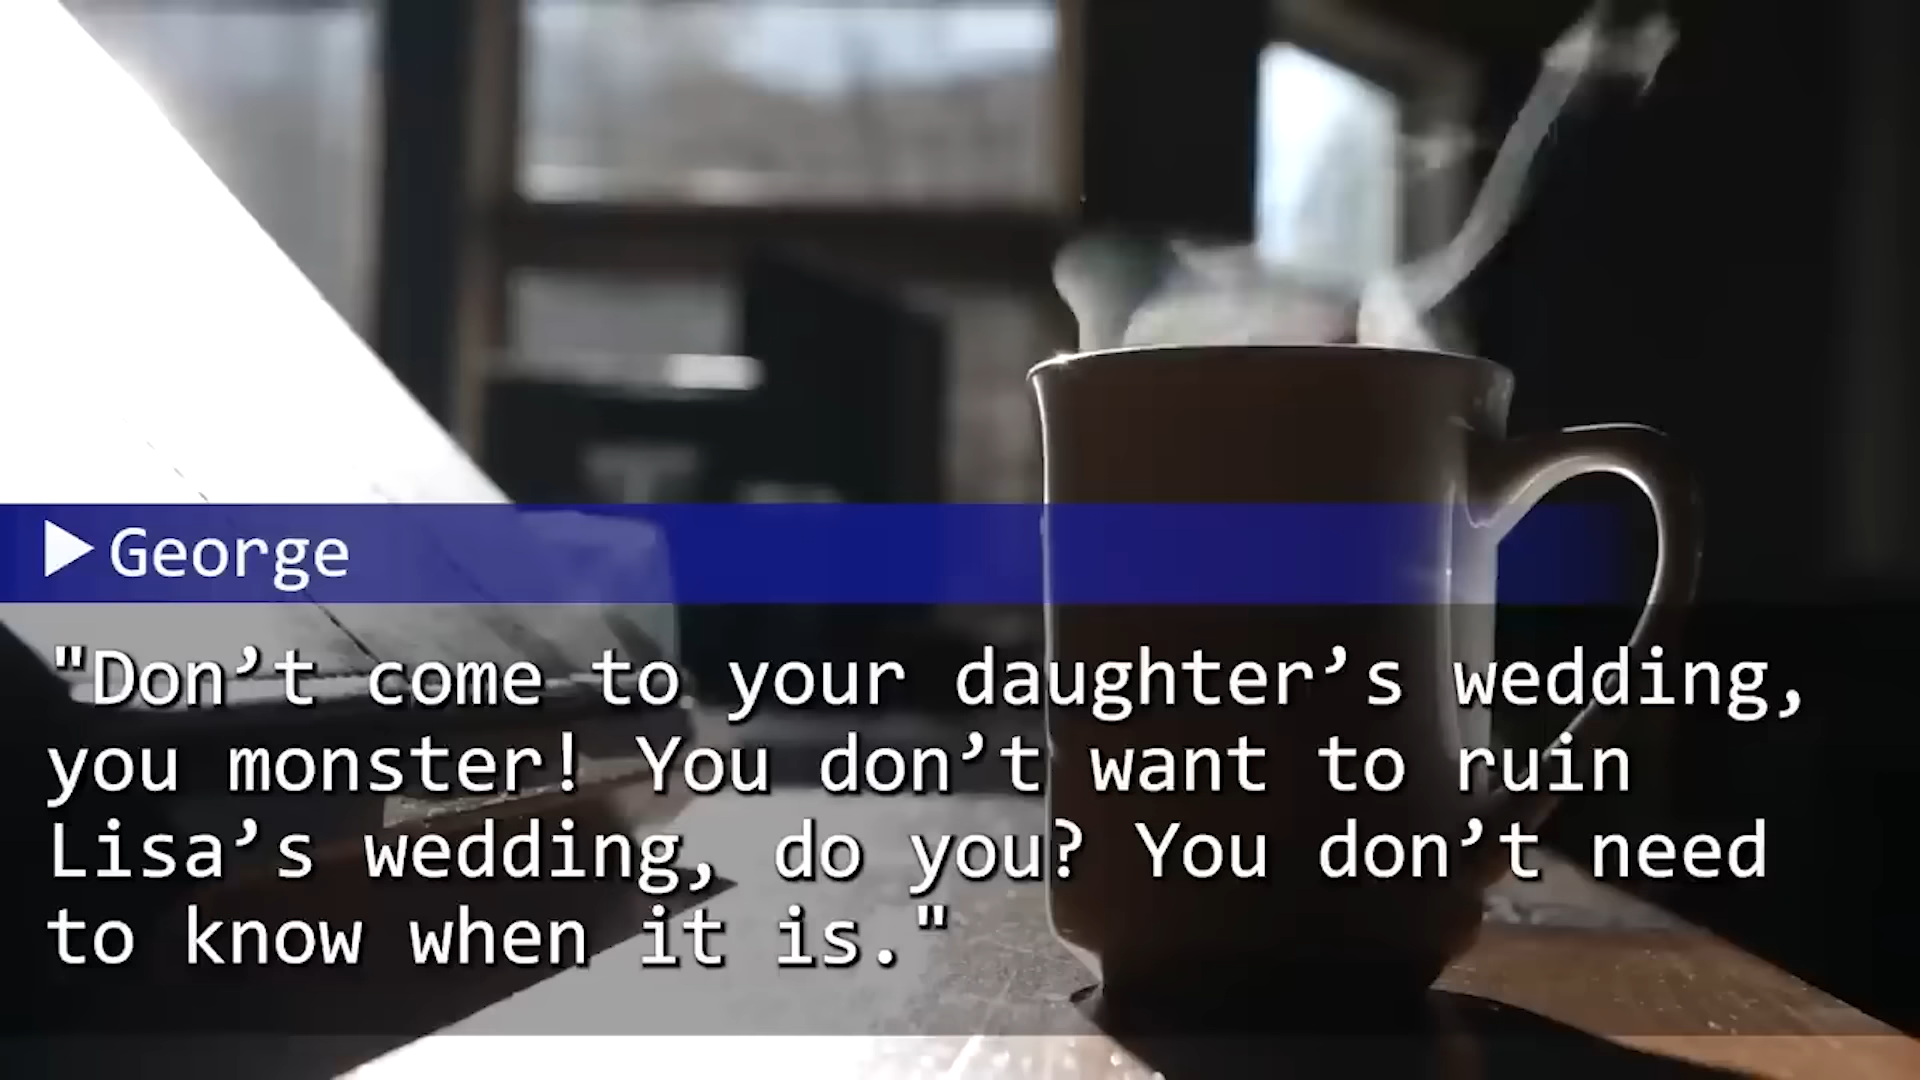 George
"Don’t come to your daughter’s wedding,
you monster! You don’t want to ruin
Lisa’s wedding, do you? You don’t need
to know when it is."